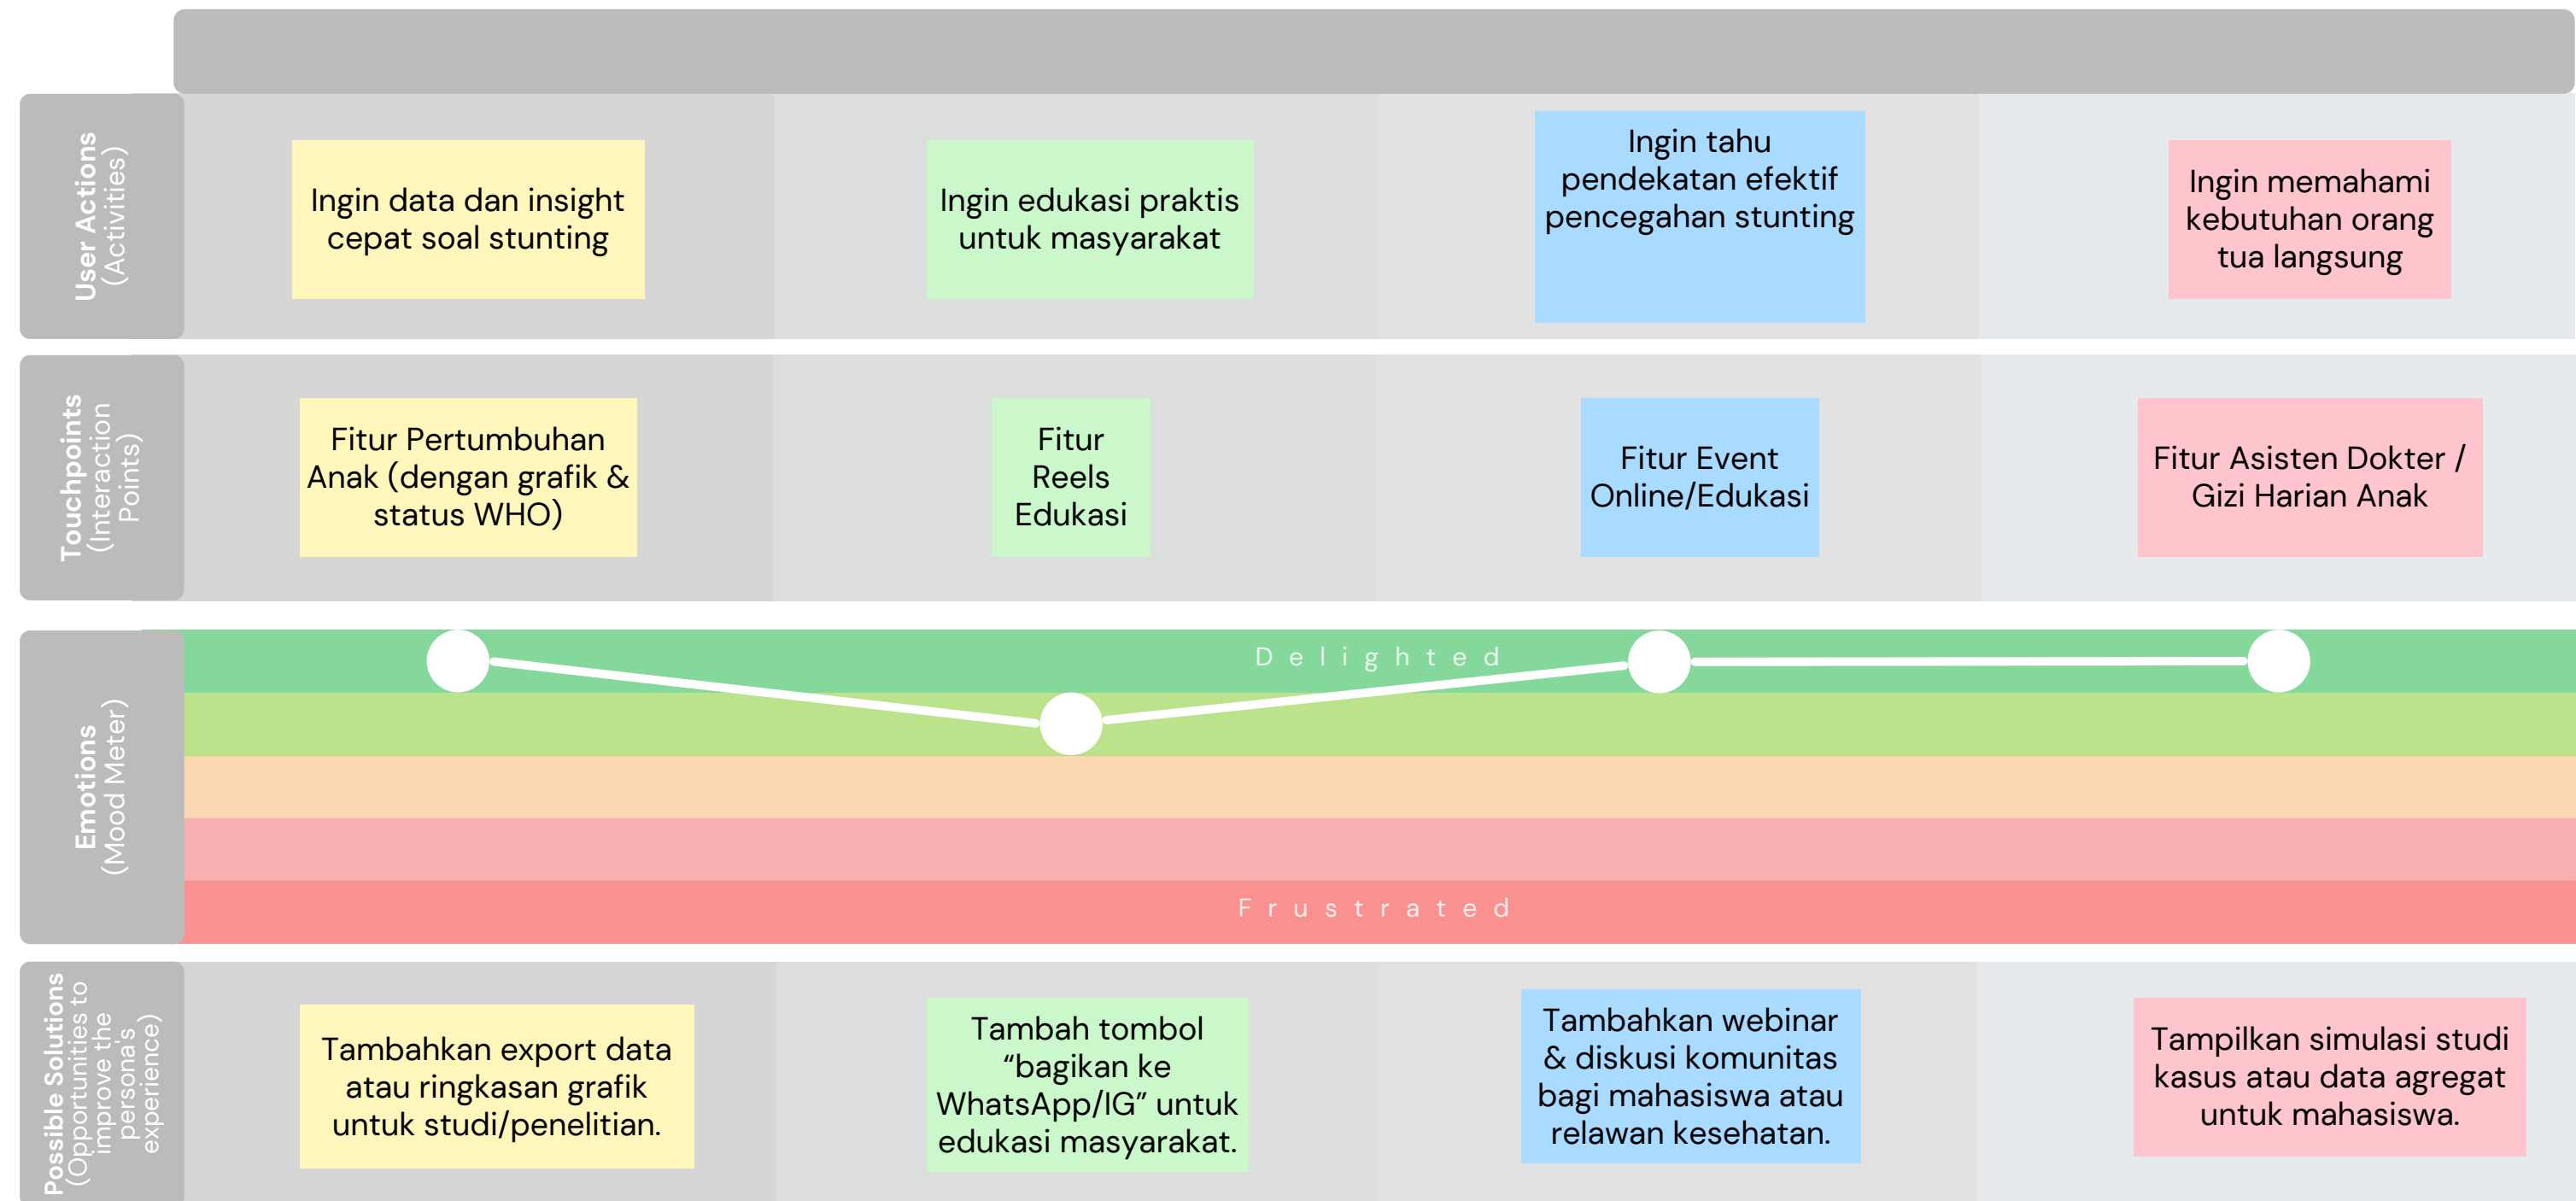 User Actions
(Activities)
Ingin data dan insight
cepat soal stunting
Ingin edukasi praktis
untuk masyarakat
Ingin tahu
pendekatan efektif
pencegahan stunting
Ingin memahami
kebutuhan orang
tua langsung
Touchpoints
(Interaction
Points)
Fitur Pertumbuhan
Anak (dengan grafik &
status WHO)
Fitur
Reels
Edukasi
Fitur Event
Online/Edukasi
Fitur Asisten Dokter /
Gizi Harian Anak
Emotions
(Mood Meter)
Delighted
Frustrated
Possible Solutions
(Opportunities to
improve the
persona's
experience)
Tambahkan export data
atau ringkasan grafik
untuk studi/penelitian.
Tambah tombol
“bagikan ke
WhatsApp/IG” untuk
edukasi masyarakat.
Tambahkan webinar
& diskusi komunitas
bagi mahasiswa atau
relawan kesehatan.
Tampilkan simulasi studi
kasus atau data agregat
untuk mahasiswa.